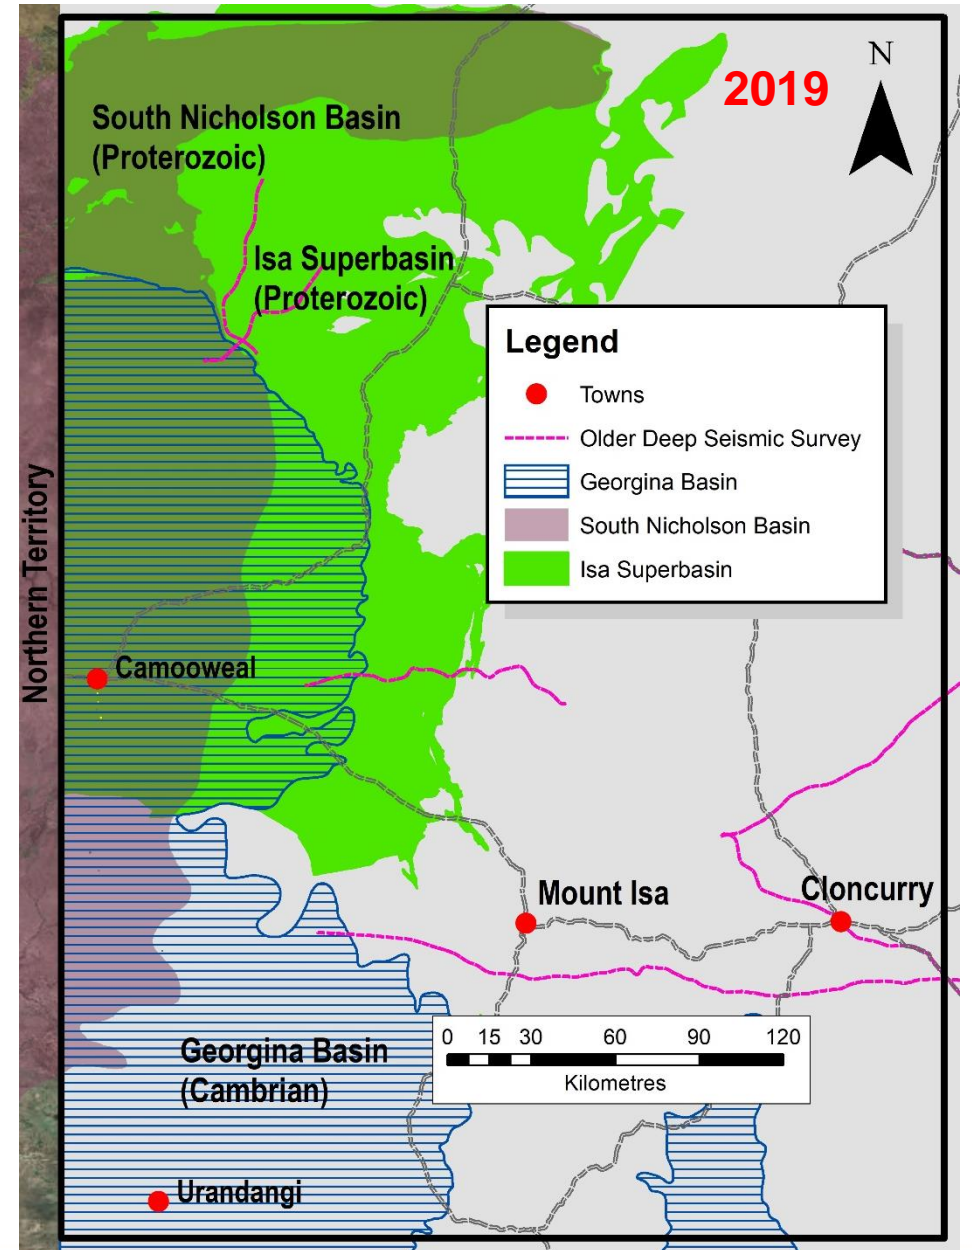 N
2019
South Nicholson Basin
(Proterozoic)
Isa Superbasin
(Proterozoic)
Legend
Towns
Older Deep Seismic Survey
Georgina Basin
South Nicholson Basin
Isa Superbasin
Northern Territory
Camooweal
Mount Isa
Cloncurry
0 15 30 60 90 120
Kilometres
Georgina Basin
(Cambrian)
Urandangi